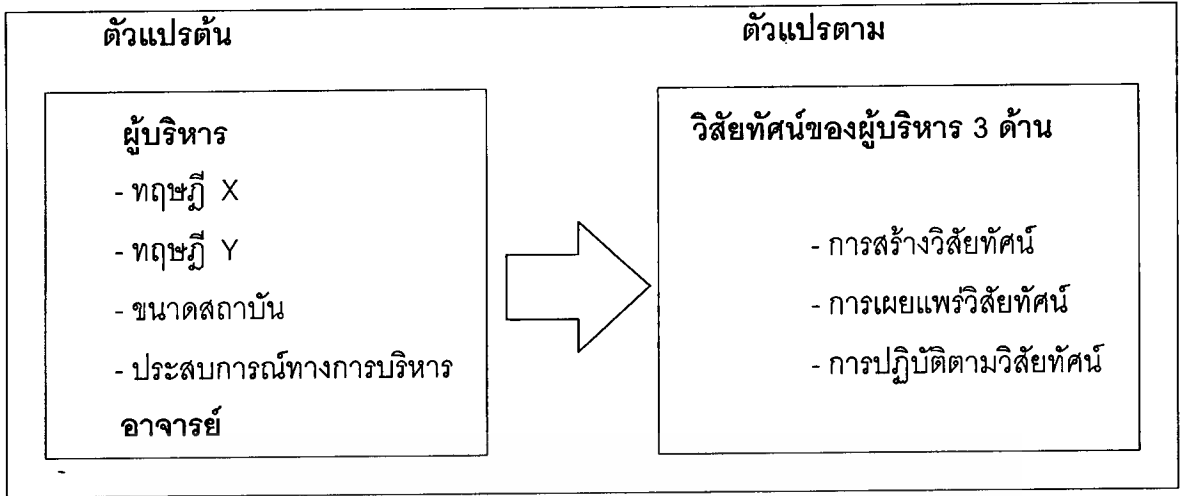 ตัวแปรต้น
ตัวแปรตาม
ผู้บริหาร
- ทฤษฎี X
- ทฤษฎี Y
- ขนาดสถาบัน
- ประสบการณ์ทางการบริหาร
อาจารย์
วิสัยทัศน์ของผู้บริหาร 3 ด้าน
- การสร้างวิสัยทัศน์
- การเผยแพร่วิสัยทัศน์
- การปฏิบัติตามวิสัยทัศน์